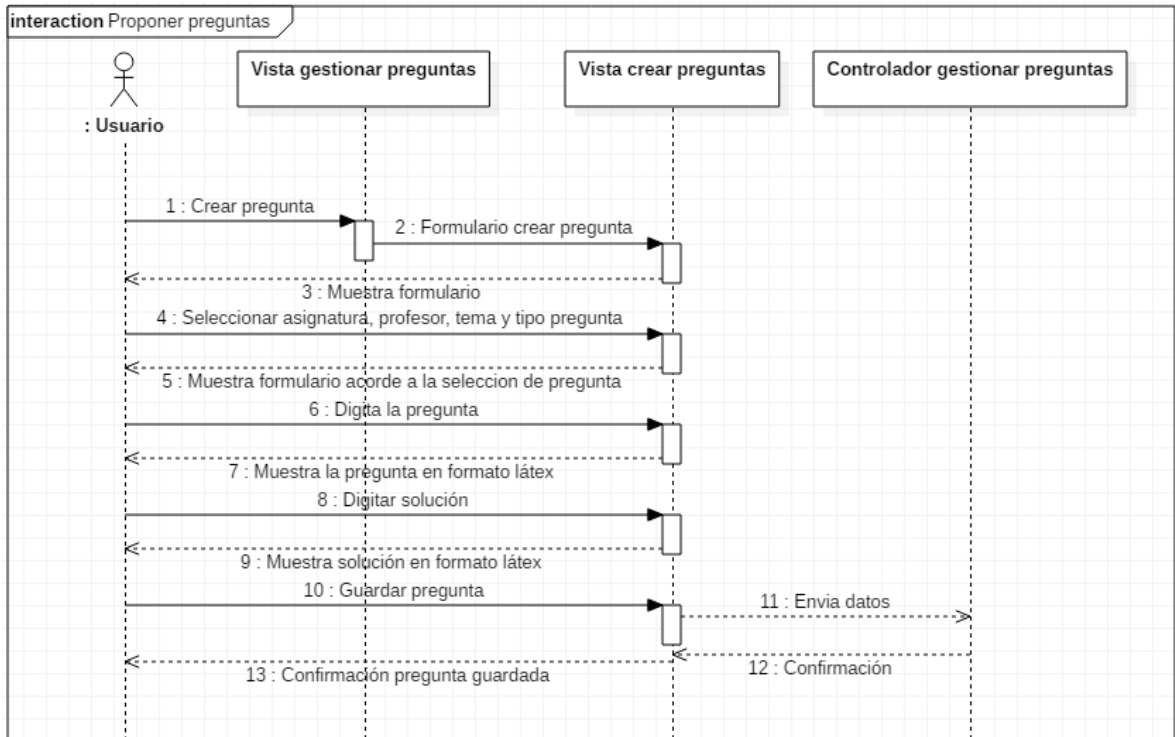 interaction Proponer preguntas
Vista gestionar preguntas
Vista crear preguntas
Controlador gestionar preguntas
: Usuario
1 : Crear pregunta
2 : Formulario crear pregunta
3 : Muestra formulario
4 : Seleccionar asignatura, profesor, tema y tipo pregunta
5 : Muestra formulario acorde a la seleccion de pregunta
6 : Digita la pregunta
7 : Muestra la pregunta en formato látex
8 : Digitar solución
9 : Muestra solución en formato látex
10 : Guardar pregunta
11 : Envia datos
12 : Confirmación
13 : Confirmación pregunta guardada